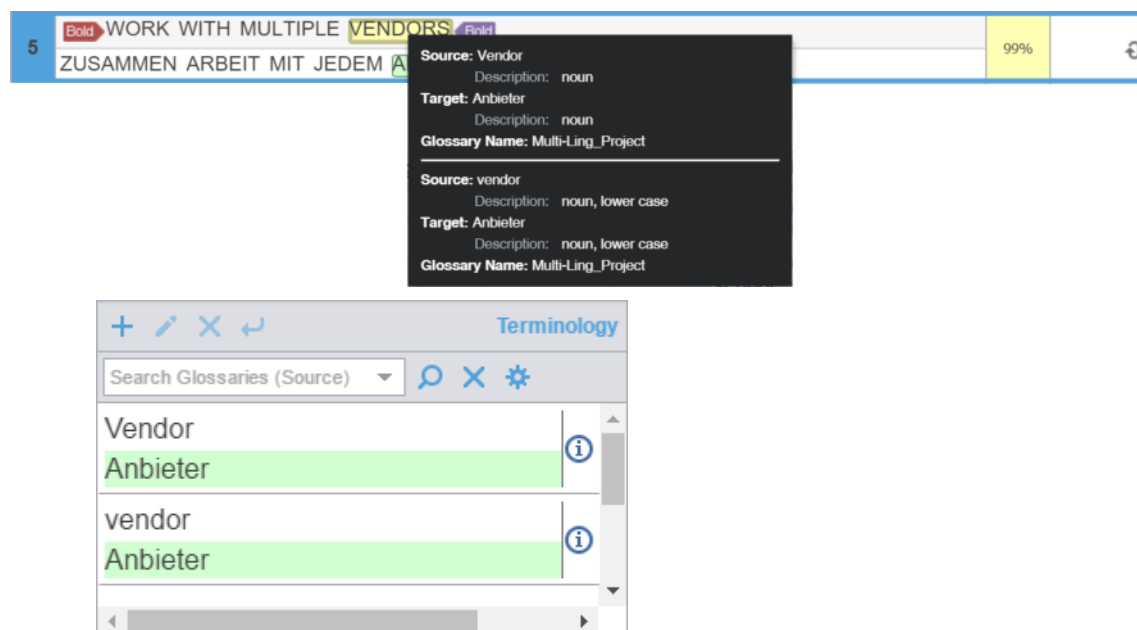 5
Bold WORK WITH MULTIPLE VENDORS Bold
ZUSAMMEN ARBEIT MIT JEDEM A
99%
Source: Vendor
Description: noun
Target: Anbieter
Description: noun
Glossary Name: Multi-Ling_Project
Source: vendor
Description: noun, lower case
Target: Anbieter
Description: noun, lower case
Glossary Name: Multi-Ling_Project
Terminology
Search Glossaries (Source)
Vendor
Anbieter
vendor
Anbieter